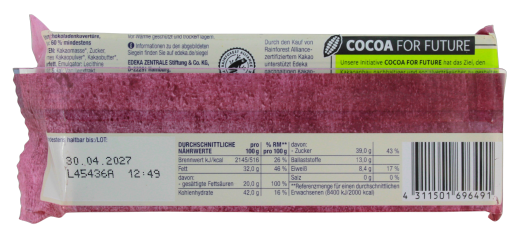 60 % mindestens
Kakaomasse*, Zucker,
Kakaopulver*, Kakaobutter*,
Emulgator: Lecithine
vor Wärme geschützt und trocken lagern.
Informationen zu den abgebildeten
Siegeln finden Sie auf edeka.de/siegel
EDEKA ZENTRALE Stiftung & Co. KG,
Durch den Kauf von
Rainforest Alliance-
zertifiziertem Kakao
unterstützt Edeka
nachhaltigen Kakao-
COCOA FOR FUTURE
Unsere Initiative COCOA FOR FUTURE hat das Ziel, den
haltbar bis:/LOT:
30.04.2027
L45436A 12:49
DURCHSCHNITTLICHE NÄHRWERTE pro 100 g % RM** pro 100 g
Brennwert kJ/kcal 2145/516 26 %
Fett 32,0 g 46 %
davon:
- gesättigte Fettsäuren 20,0 g 100 %
Kohlenhydrate 42,0 g 16 %
davon:
- Zucker 39,0 g 43 %
Ballaststoffe 13,0 g
Eiweiß 8,4 g 17 %
Salz 0 g 0 %
**Referenzmenge für einen durchschnittlichen
Erwachsenen (8400 kJ/2000 kcal)
4 311501 696491